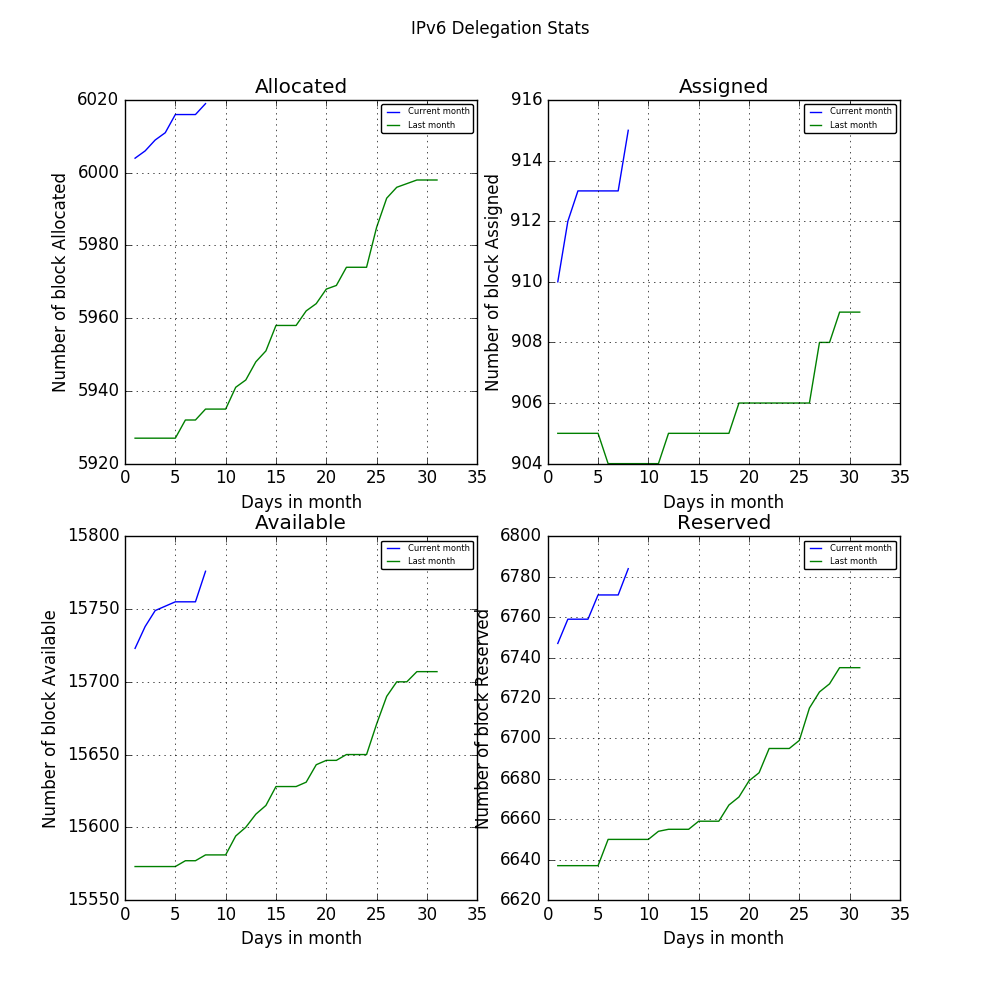 IPv6 Delegation Stats
Allocated
Number of block Allocated
6020
6000
5980
5960
5940
5920
0 5 10 15 20 25 30 35
Days in month
Current month
Last month
Assigned
Number of block Assigned
916
914
912
910
908
906
904
0 5 10 15 20 25 30 35
Days in month
Current month
Last month
Available
Number of block Available
15800
15750
15700
15650
15600
15550
0 5 10 15 20 25 30 35
Days in month
Current month
Last month
Reserved
Number of block Reserved
6800
6780
6760
6740
6720
6700
6680
6660
6640
6620
0 5 10 15 20 25 30 35
Days in month
Current month
Last month